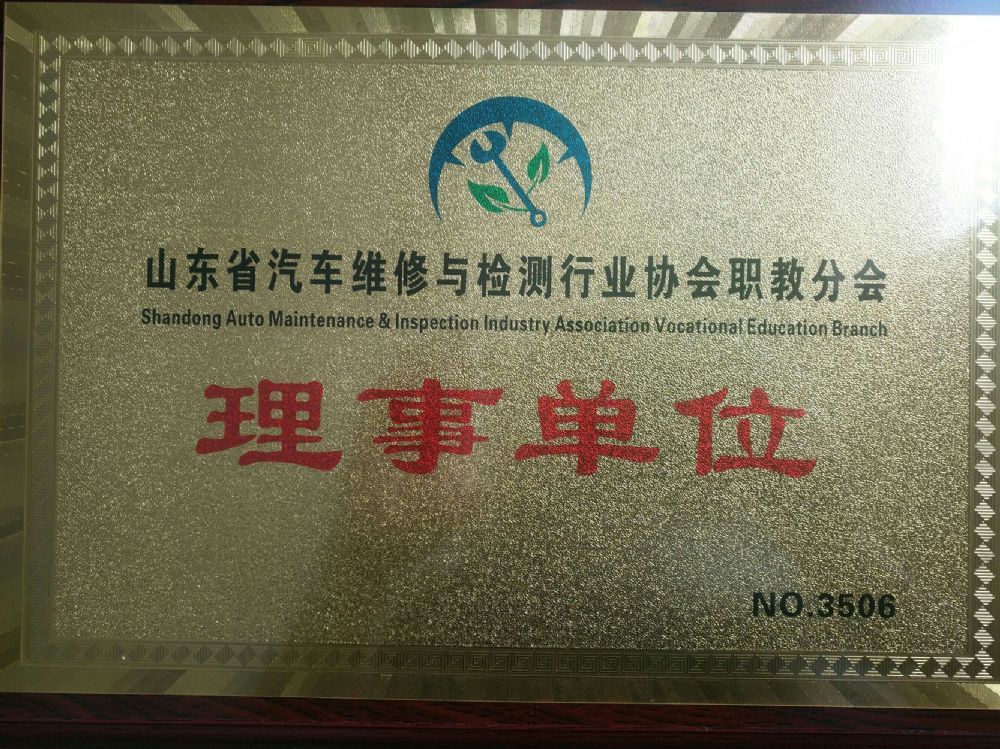 山东省汽车维修与检测行业协会职教分会
Shandong Auto Maintenance & Inspection Industry Association Vocational Education Branch
理事单位
NO.3506